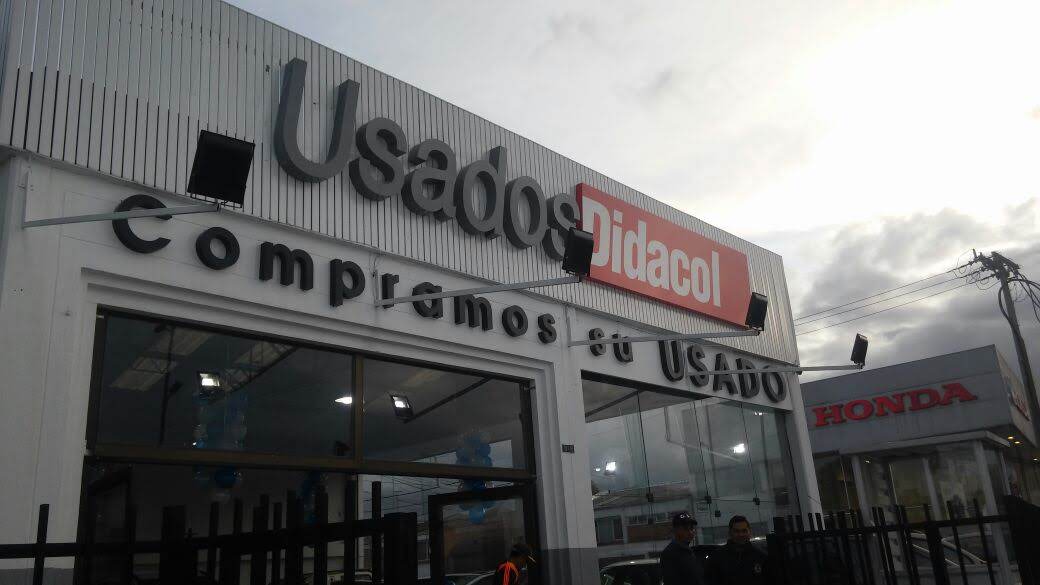 Usados Didacol
Compramos su USADO
HONDA